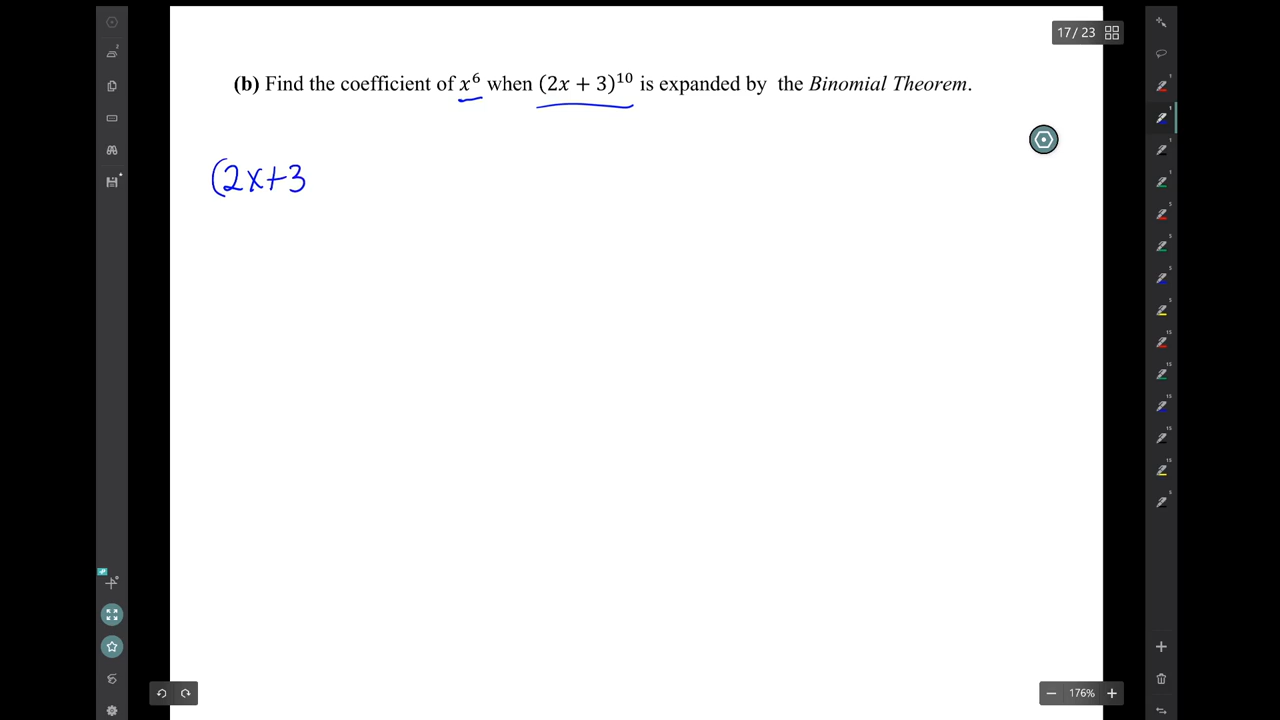 17 / 23
(b) Find the coefficient of x⁶ when (2x + 3)¹⁰ is expanded by the Binomial Theorem.
(2x+3
176%